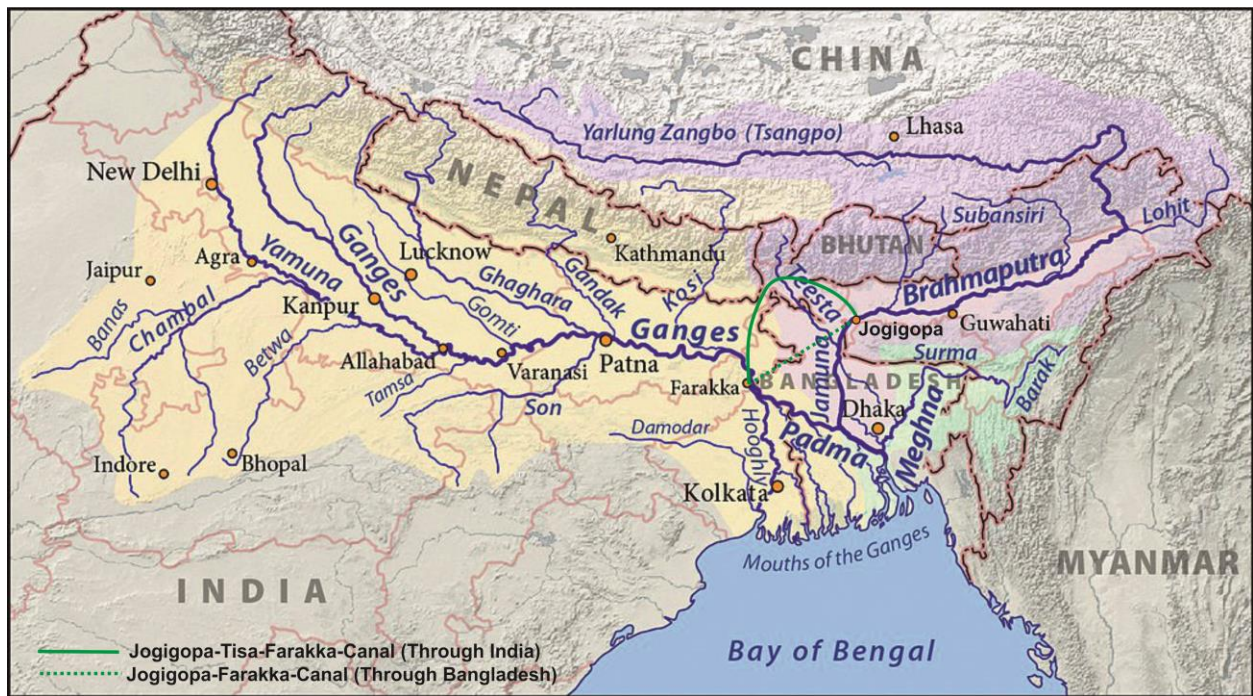 CHINA
Yarlung Zangbo (Tsangpo)
Lhasa
New Delhi
NEPAL
Subansiri
Lohit
Kathmandu
BHUTAN
Agra
Yamuna
Ganges
Lucknow
Jaipur
Ghaghara
Gandak
Kosi
Teesta
Brahmaputra
Banas
Chambal
Kanpur
Gomti
Ganges
Jogigopa
Guwahati
Betwa
Allahabad
Varanasi
Patna
Surma
Tamsa
Farakka
BANGLADESH
Jamuna
Barak
Son
Dhaka
Damodar
Hooghly
Padma
Meghna
Indore
Bhopal
Kolkata
Mouths of the Ganges
MYANMAR
INDIA
Bay of Bengal
Jogigopa-Tisa-Farakka-Canal (Through India)
Jogigopa-Farakka-Canal (Through Bangladesh)